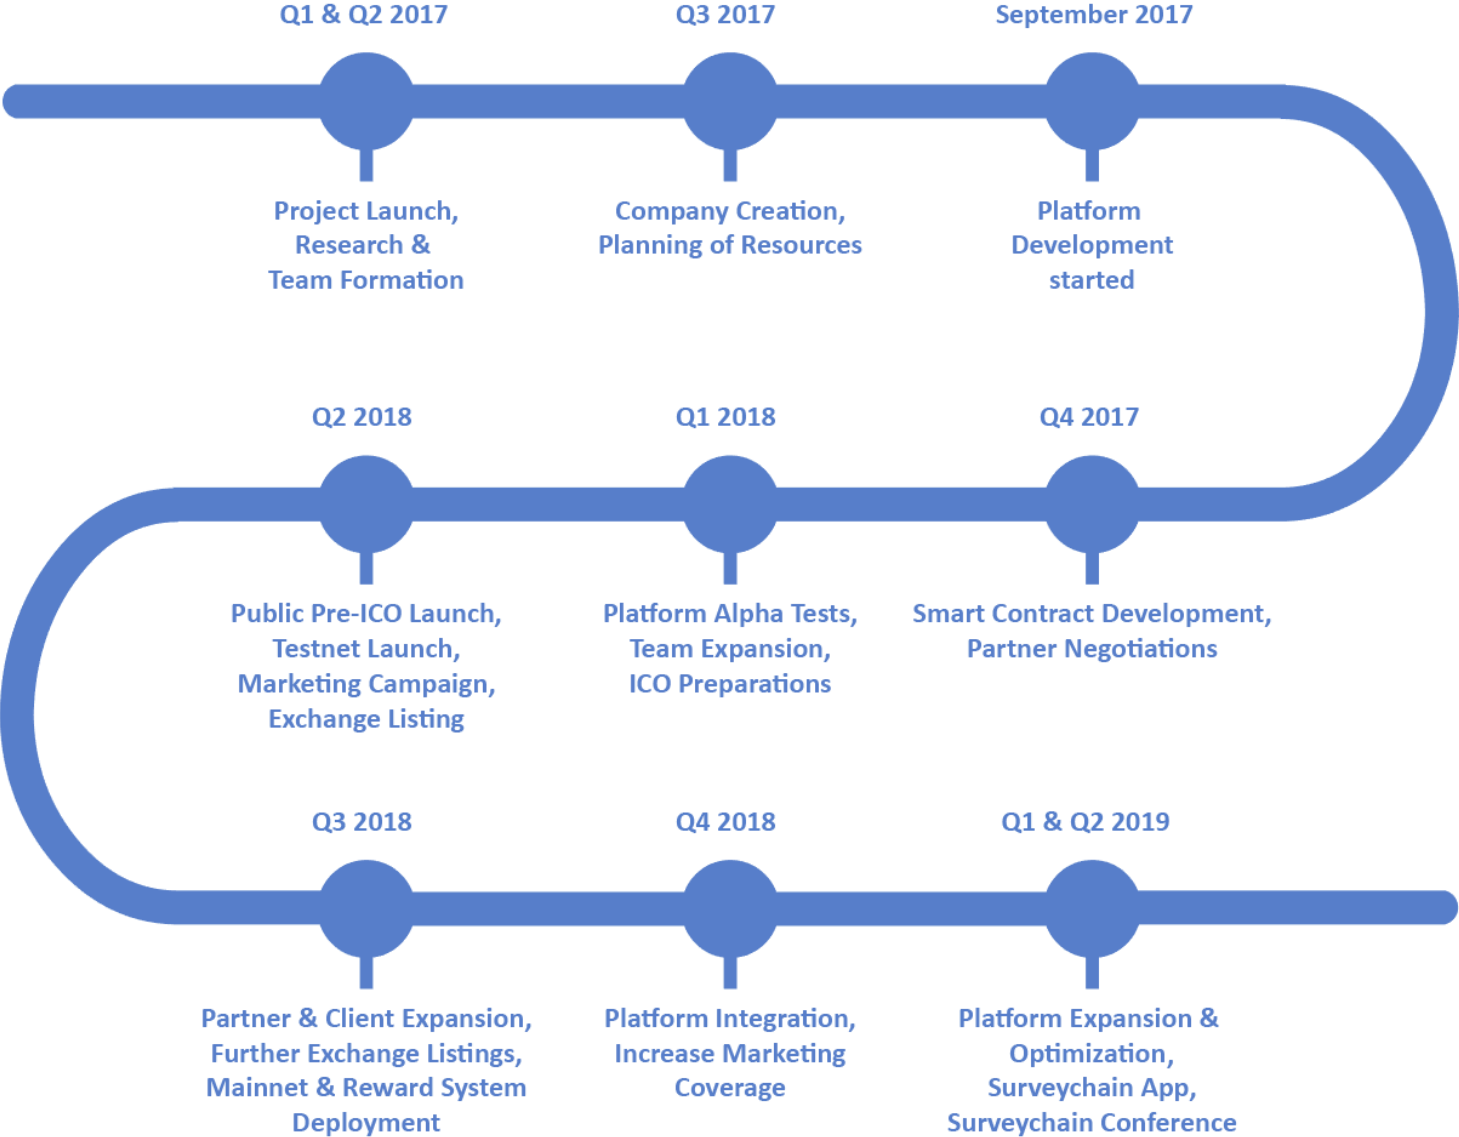 Q1 & Q2 2017
Project Launch,
Research &
Team Formation
Q3 2017
Company Creation,
Planning of Resources
September 2017
Platform
Development
started
Q4 2017
Smart Contract Development,
Partner Negotiations
Q1 2018
Platform Alpha Tests,
Team Expansion,
ICO Preparations
Q2 2018
Public Pre-ICO Launch,
Testnet Launch,
Marketing Campaign,
Exchange Listing
Q3 2018
Partner & Client Expansion,
Further Exchange Listings,
Mainnet & Reward System
Deployment
Q4 2018
Platform Integration,
Increase Marketing
Coverage
Q1 & Q2 2019
Platform Expansion &
Optimization,
Surveychain App,
Surveychain Conference